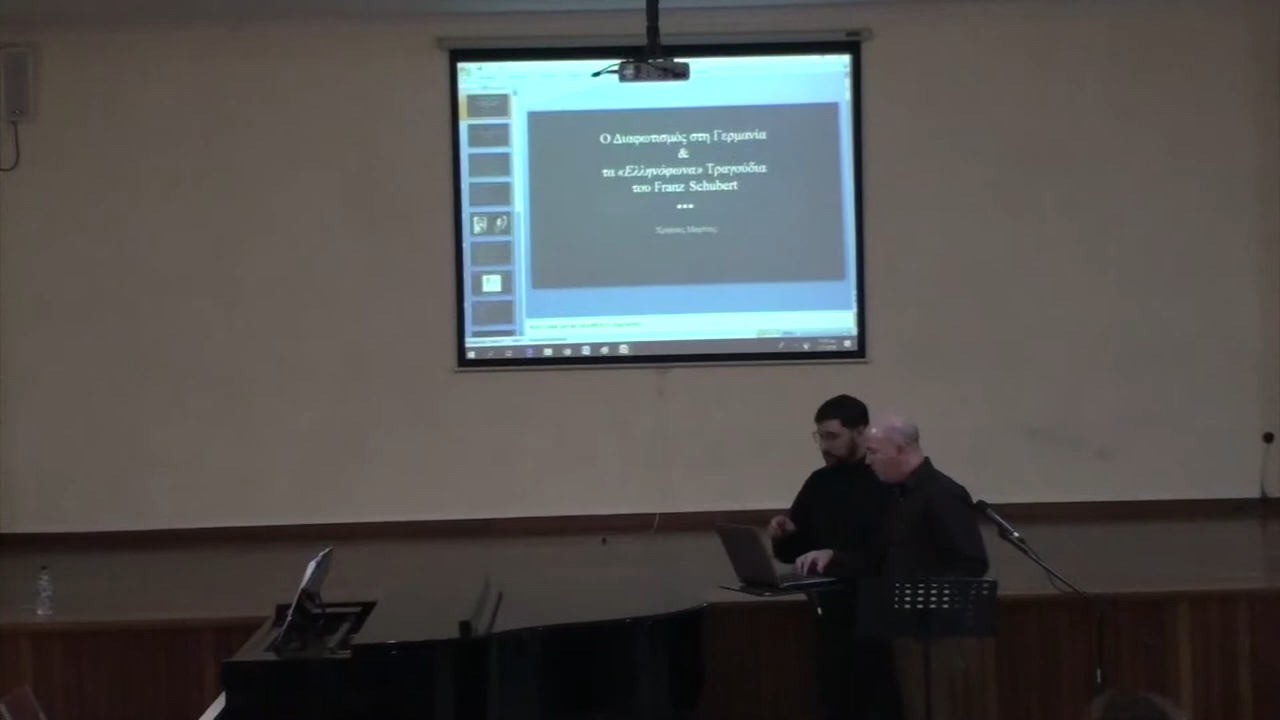 Ο Διαφωτισμός στη Γερμανία
&
τα «Ελληνόφωνα» Τραγούδια
του Franz Schubert